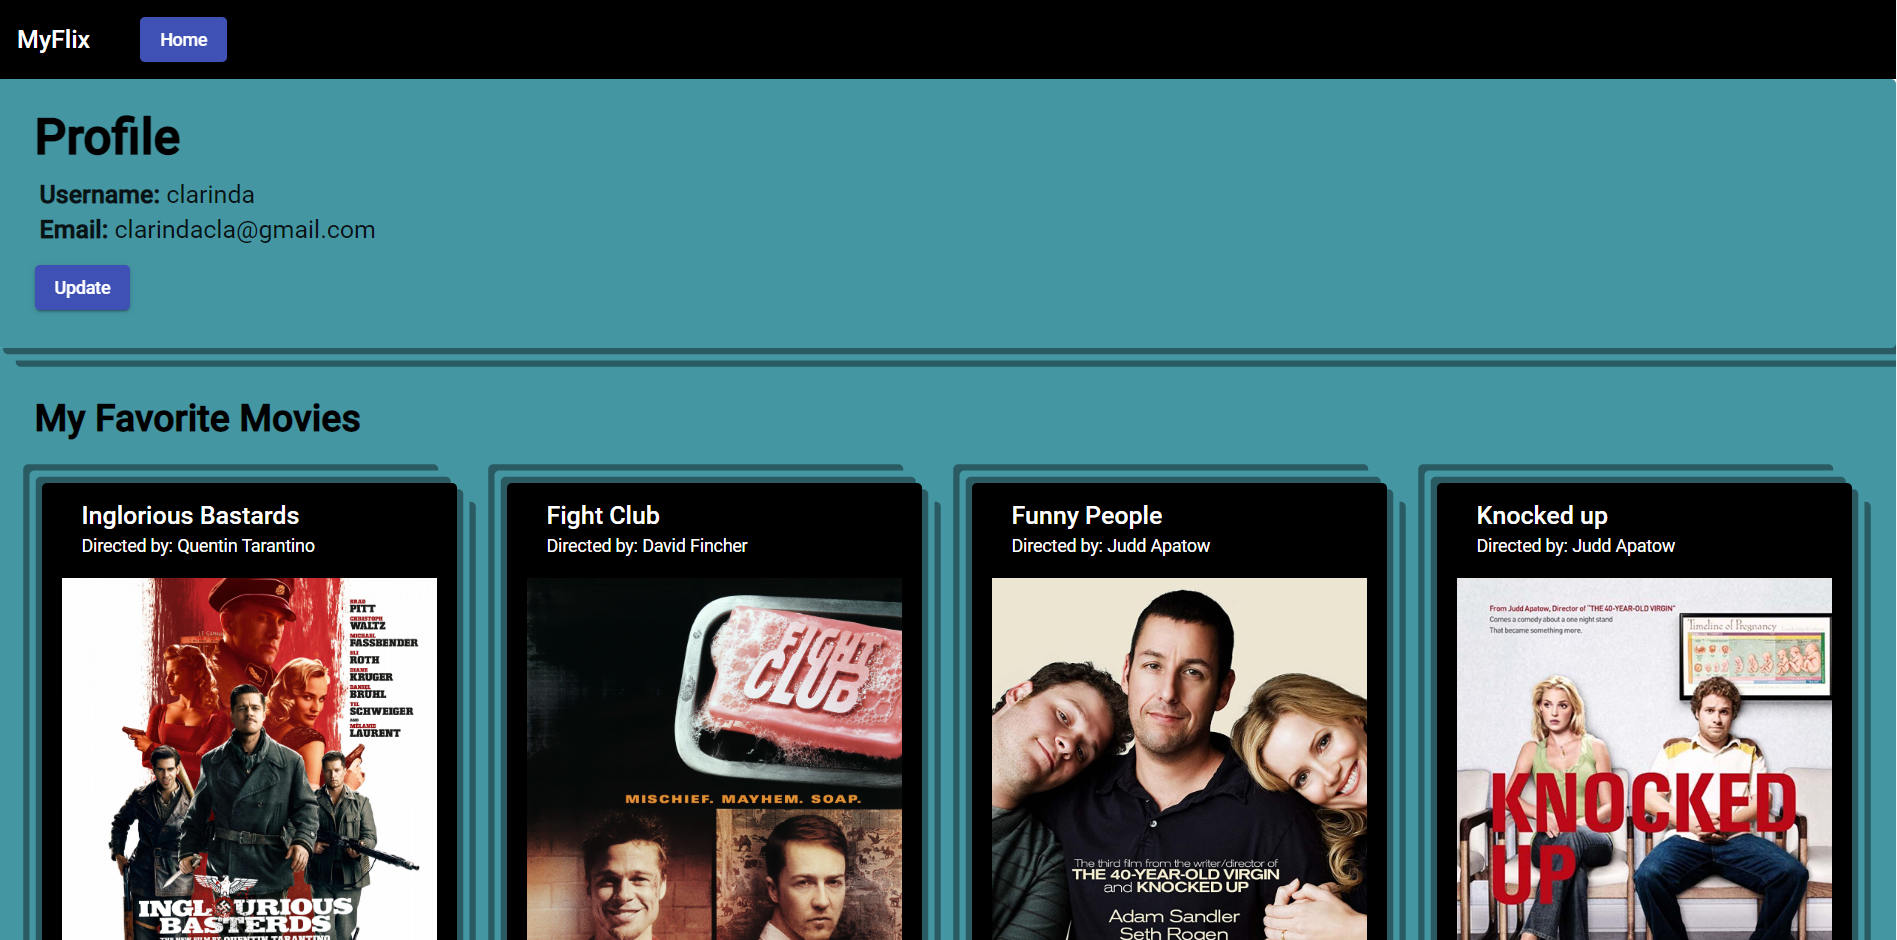 MyFlix Home
Profile
Username: clarinda
Email: clarindacla@gmail.com
Update
My Favorite Movies
Inglorious Bastards
Directed by: Quentin Tarantino
BRAD
PITT
CHRISTOPH
WALTZ
MICHAEL
FASSBENDER
ELI
ROTH
DIANE
KRUGER
DANIEL
BRUHL
TIL
SCHWEIGER
AND
MÉLANIE
LAURENT
INGLOURIOUS
BASTERDS
THE NEW FILM BY QUENTIN TARANTINO
Fight Club
Directed by: David Fincher
FIGHT
CLUB
MISCHIEF. MAYHEM. SOAP.
Funny People
Directed by: Judd Apatow
The third film from the writer/director of
THE 40-YEAR-OLD VIRGIN
and KNOCKED UP
Adam Sandler
Seth Rogen
Knocked up
Directed by: Judd Apatow
From Judd Apatow, Director of "THE 40-YEAR-OLD VIRGIN"
Comes a comedy about a one night stand
That became something more.
Timeline of Pregnancy
KNOCKED
UP